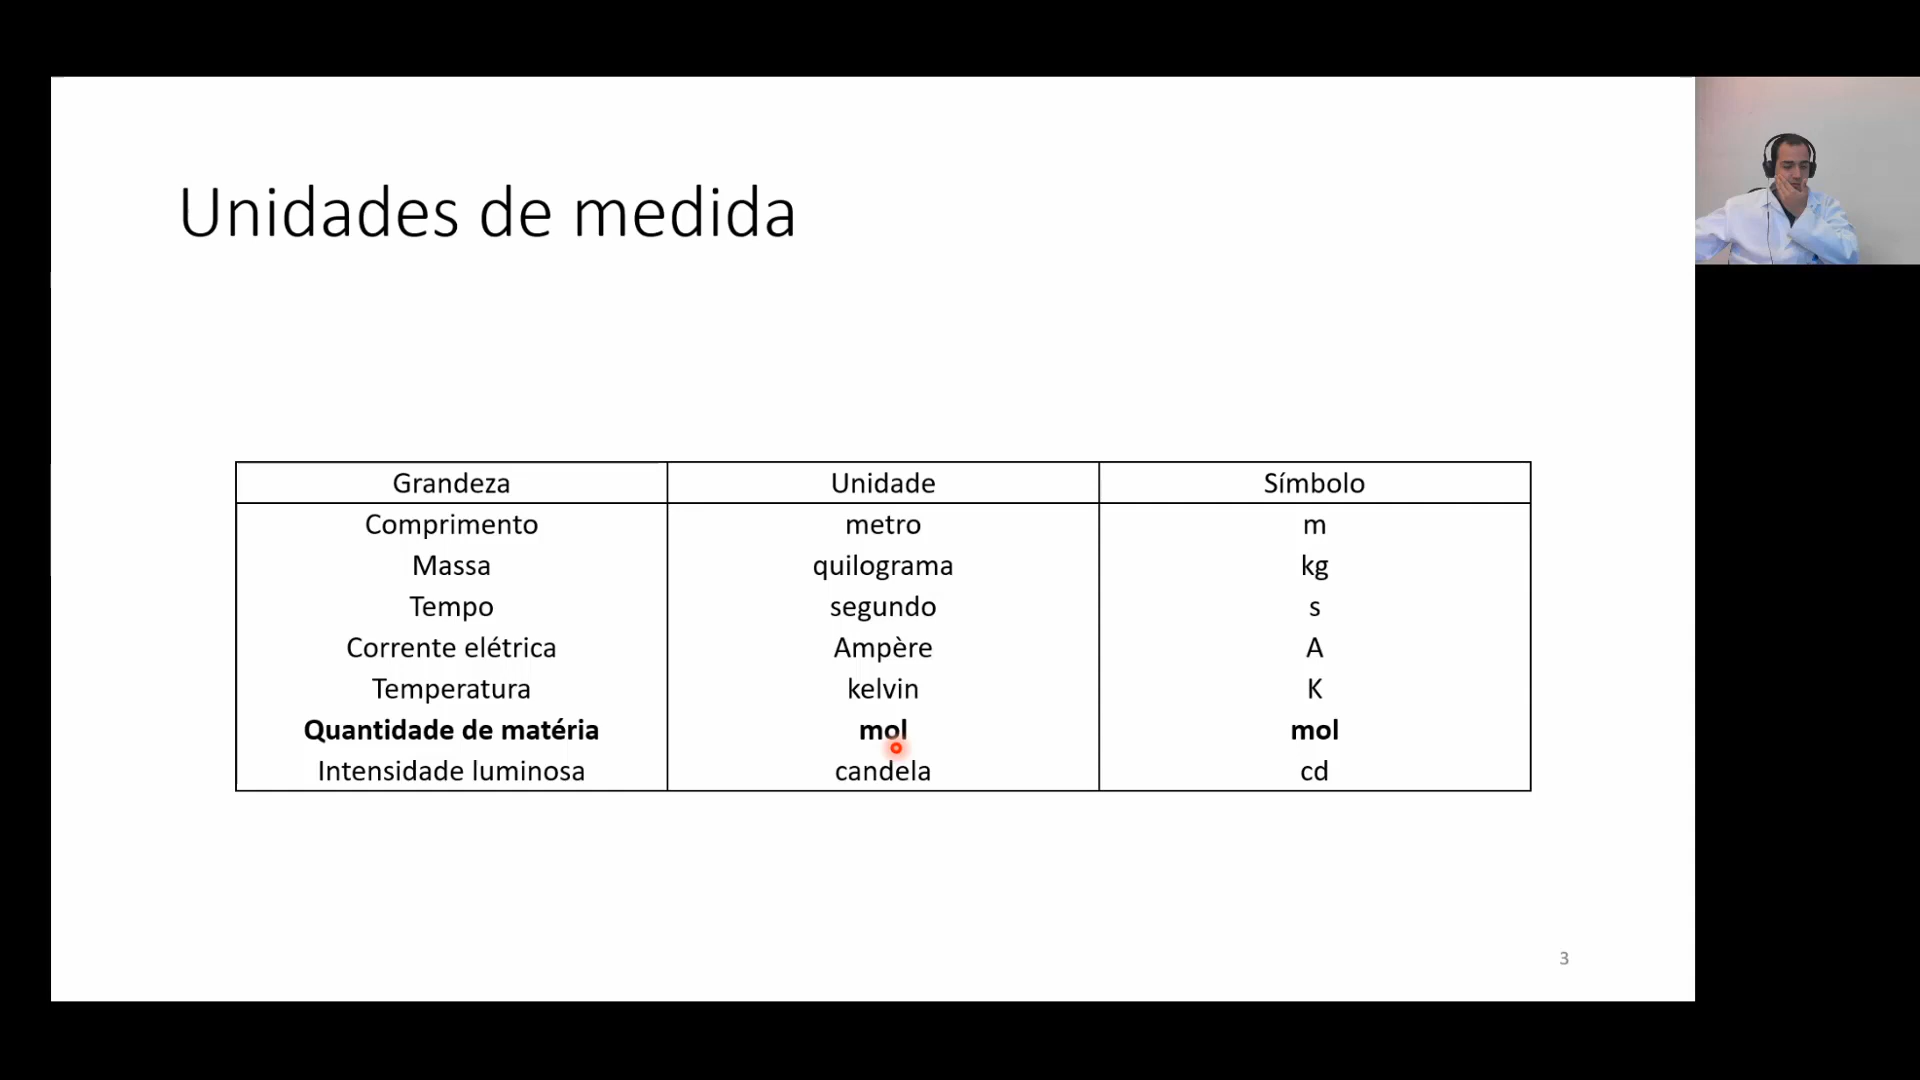 Unidades de medida
Grandeza Unidade Símbolo
Comprimento metro m
Massa quilograma kg
Tempo segundo s
Corrente elétrica Ampère A
Temperatura kelvin K
Quantidade de matéria mol mol
Intensidade luminosa candela cd
3